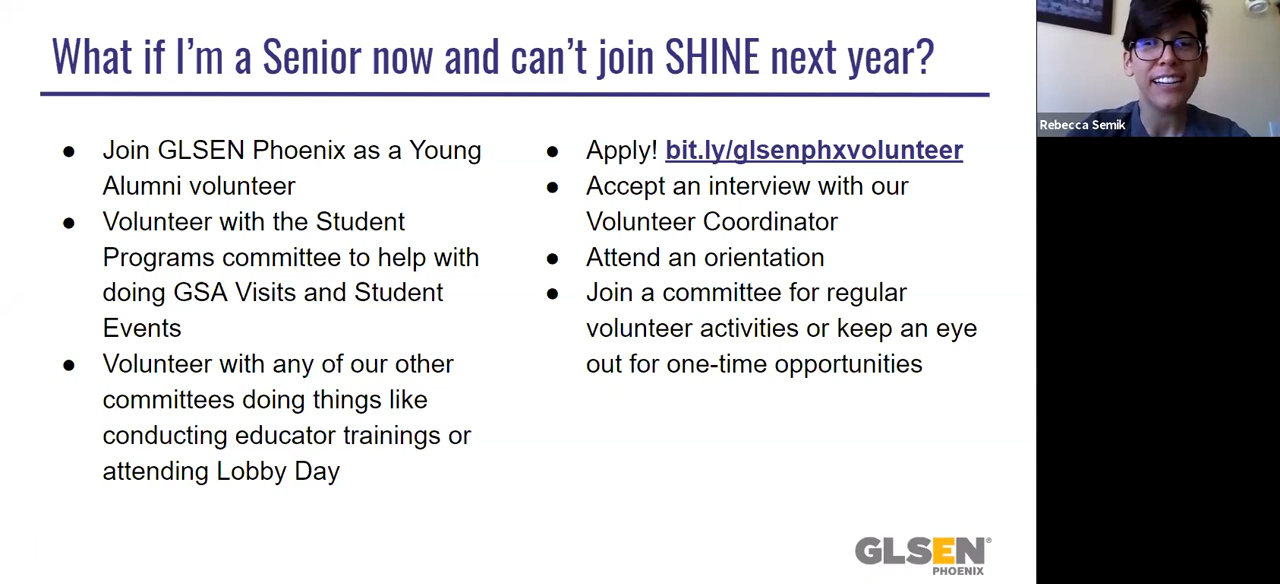 What if I'm a Senior now and can't join SHINE next year?
● Join GLSEN Phoenix as a Young
Alumni volunteer
● Volunteer with the Student
Programs committee to help with
doing GSA Visits and Student
Events
● Volunteer with any of our other
committees doing things like
conducting educator trainings or
attending Lobby Day
● Apply! bit.ly/glsenphxvolunteer
● Accept an interview with our
Volunteer Coordinator
● Attend an orientation
● Join a committee for regular
volunteer activities or keep an eye
out for one-time opportunities
GLSEN®
PHOENIX
Rebecca Semik